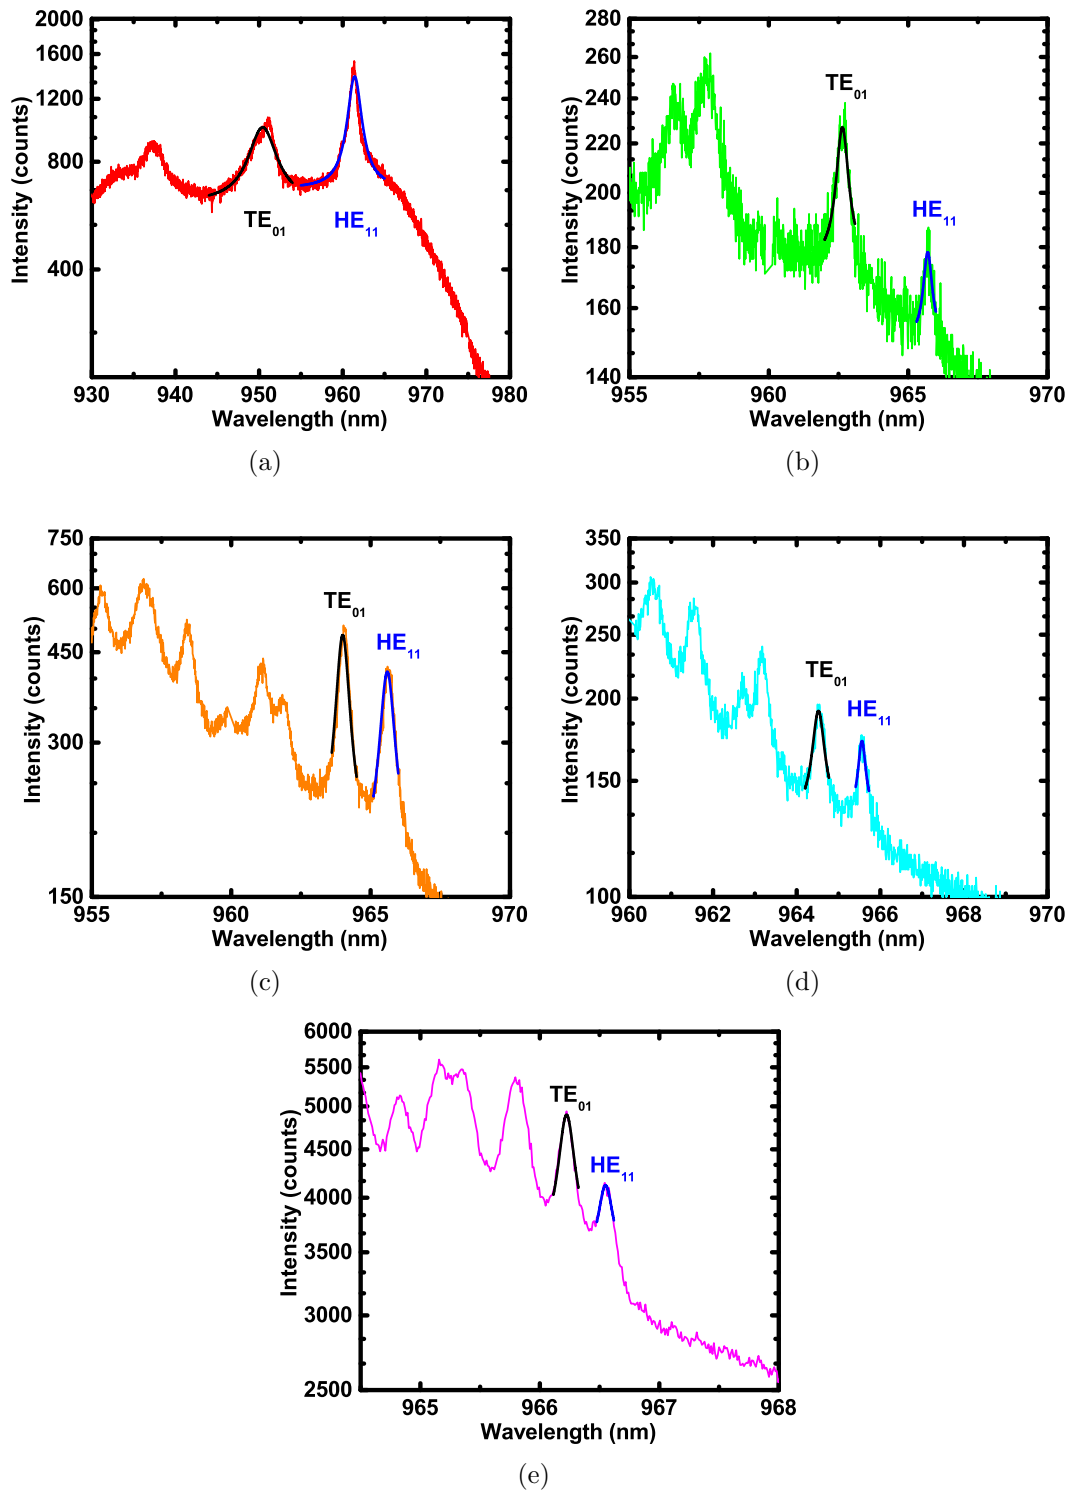 2000
1600
1200
800
400
Intensity (counts)
TE01
HE11
930 940 950 960 970 980
Wavelength (nm)
(a)
280
260
240
220
200
180
160
140
Intensity (counts)
TE01
HE11
955 960 965 970
Wavelength (nm)
(b)
750
600
450
300
150
Intensity (counts)
TE01
HE11
955 960 965 970
Wavelength (nm)
(c)
350
300
250
200
150
100
Intensity (counts)
TE01
HE11
960 962 964 966 968 970
Wavelength (nm)
(d)
6000
5500
5000
4500
4000
3500
3000
2500
Intensity (counts)
TE01
HE11
965 966 967 968
Wavelength (nm)
(e)